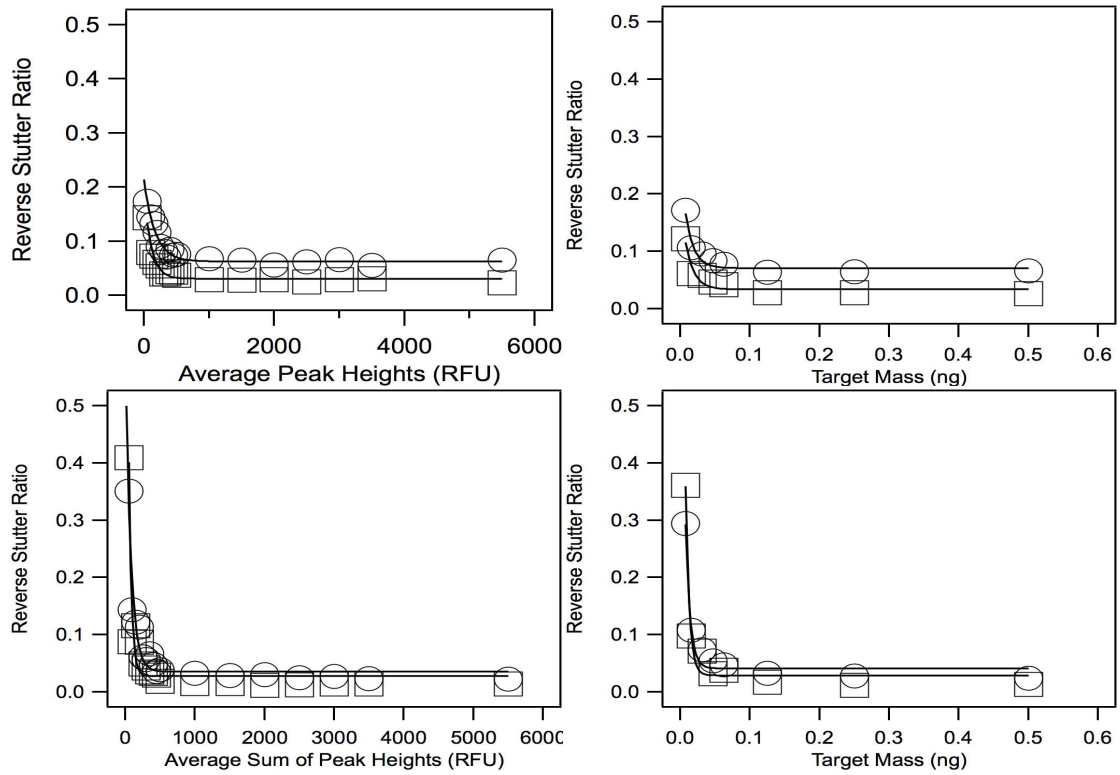 0.5
0.4
0.3
0.2
0.1
0.0
Reverse Stutter Ratio
0 2000 4000 6000
Average Peak Heights (RFU)
0.5
0.4
0.3
0.2
0.1
0.0
Reverse Stutter Ratio
0.0 0.1 0.2 0.3 0.4 0.5 0.6
Target Mass (ng)
0.5
0.4
0.3
0.2
0.1
0.0
Reverse Stutter Ratio
0 1000 2000 3000 4000 5000 6000
Average Sum of Peak Heights (RFU)
0.5
0.4
0.3
0.2
0.1
0.0
Reverse Stutter Ratio
0.0 0.1 0.2 0.3 0.4 0.5 0.6
Target Mass (ng)